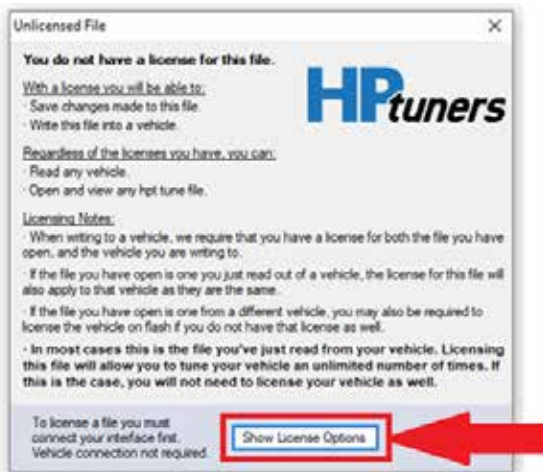 Unlicensed File
You do not have a license for this file.
HPtuners
With a license you will be able to:
· Save changes made to this file.
· Write this file into a vehicle.
Regardless of the licenses you have, you can:
· Read any vehicle.
· Open and view any hpt tune file.
Licensing Notes:
· When writing to a vehicle, we require that you have a license for both the file you have
open, and the vehicle you are writing to.
· If the file you have open is one you just read out of a vehicle, the license for this file will
also apply to that vehicle as they are the same.
· If the file you have open is one from a different vehicle, you may also be required to
license the vehicle on flash if you do not have that license as well.
· In most cases this is the file you've just read from your vehicle. Licensing
this file will allow you to tune your vehicle an unlimited number of times. If
this is the case, you will not need to license your vehicle as well.
To license a file you must
connect your interface first.
Vehicle connection not required.
Show License Options